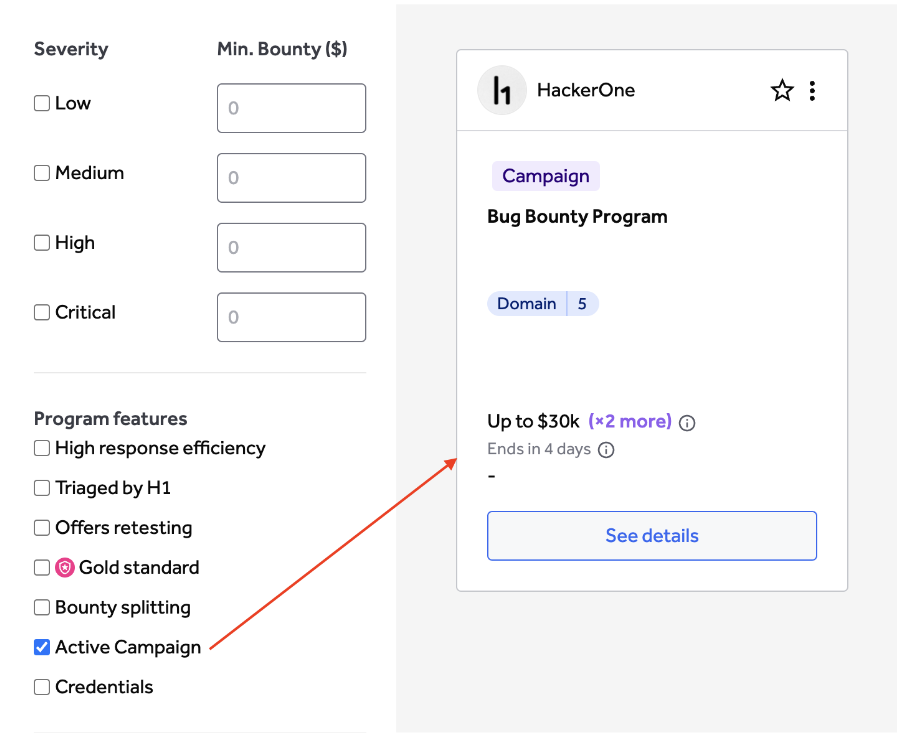 Severity
Min. Bounty ($)
Low
0
Medium
0
High
0
Critical
0
Program features
High response efficiency
Triaged by H1
Offers retesting
Gold standard
Bounty splitting
Active Campaign
Credentials
h1
HackerOne
Campaign
Bug Bounty Program
Domain 5
Up to $30k (×2 more)
Ends in 4 days
-
See details